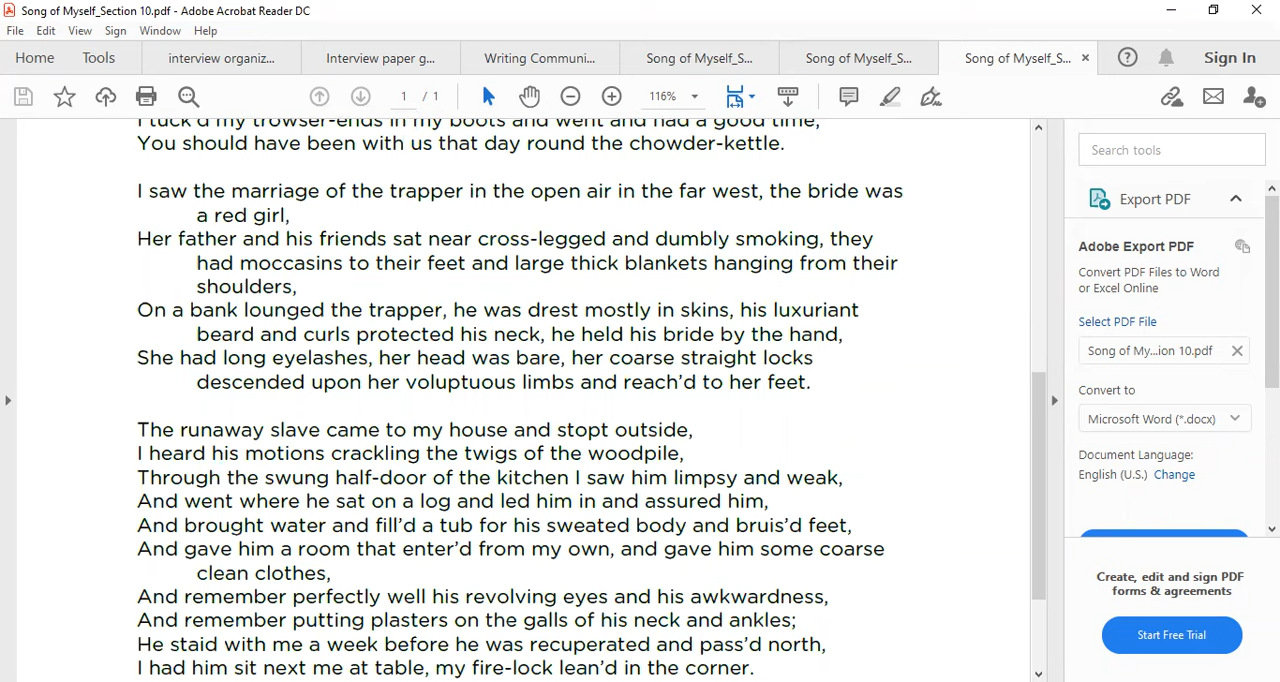 Song of Myself_Section 10.pdf - Adobe Acrobat Reader DC
File Edit View Sign Window Help
Home Tools interview organiz... Interview paper g... Writing Communi... Song of Myself_S... Song of Myself_S... Song of Myself_S... × Sign In
1 / 1 116%
I tuck'd my trowser-ends in my boots and went and had a good time,
You should have been with us that day round the chowder-kettle.
I saw the marriage of the trapper in the open air in the far west, the bride was
a red girl,
Her father and his friends sat near cross-legged and dumbly smoking, they
had moccasins to their feet and large thick blankets hanging from their
shoulders,
On a bank lounged the trapper, he was drest mostly in skins, his luxuriant
beard and curls protected his neck, he held his bride by the hand,
She had long eyelashes, her head was bare, her coarse straight locks
descended upon her voluptuous limbs and reach'd to her feet.
The runaway slave came to my house and stopt outside,
I heard his motions crackling the twigs of the woodpile,
Through the swung half-door of the kitchen I saw him limpsy and weak,
And went where he sat on a log and led him in and assured him,
And brought water and fill'd a tub for his sweated body and bruis'd feet,
And gave him a room that enter'd from my own, and gave him some coarse
clean clothes,
And remember perfectly well his revolving eyes and his awkwardness,
And remember putting plasters on the galls of his neck and ankles;
He staid with me a week before he was recuperated and pass'd north,
I had him sit next me at table, my fire-lock lean'd in the corner.
Search tools
Export PDF
Adobe Export PDF
Convert PDF Files to Word
or Excel Online
Select PDF File
Song of My...ion 10.pdf
Convert to
Microsoft Word (*.docx)
Document Language:
English (U.S.) Change
Create, edit and sign PDF
forms & agreements
Start Free Trial